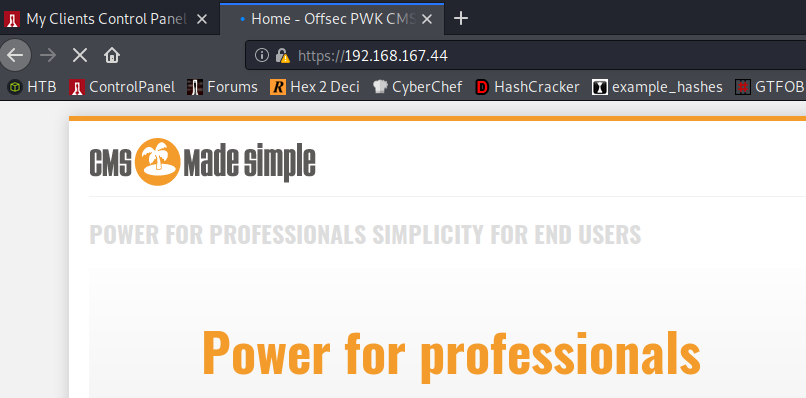 My Clients Control Panel
Home - Offsec PWK CMS
https://192.168.167.44
HTB ControlPanel Forums Hex 2 Deci CyberChef HashCracker example_hashes GTFOB
CMS made simple
POWER FOR PROFESSIONALS SIMPLICITY FOR END USERS
Power for professionals